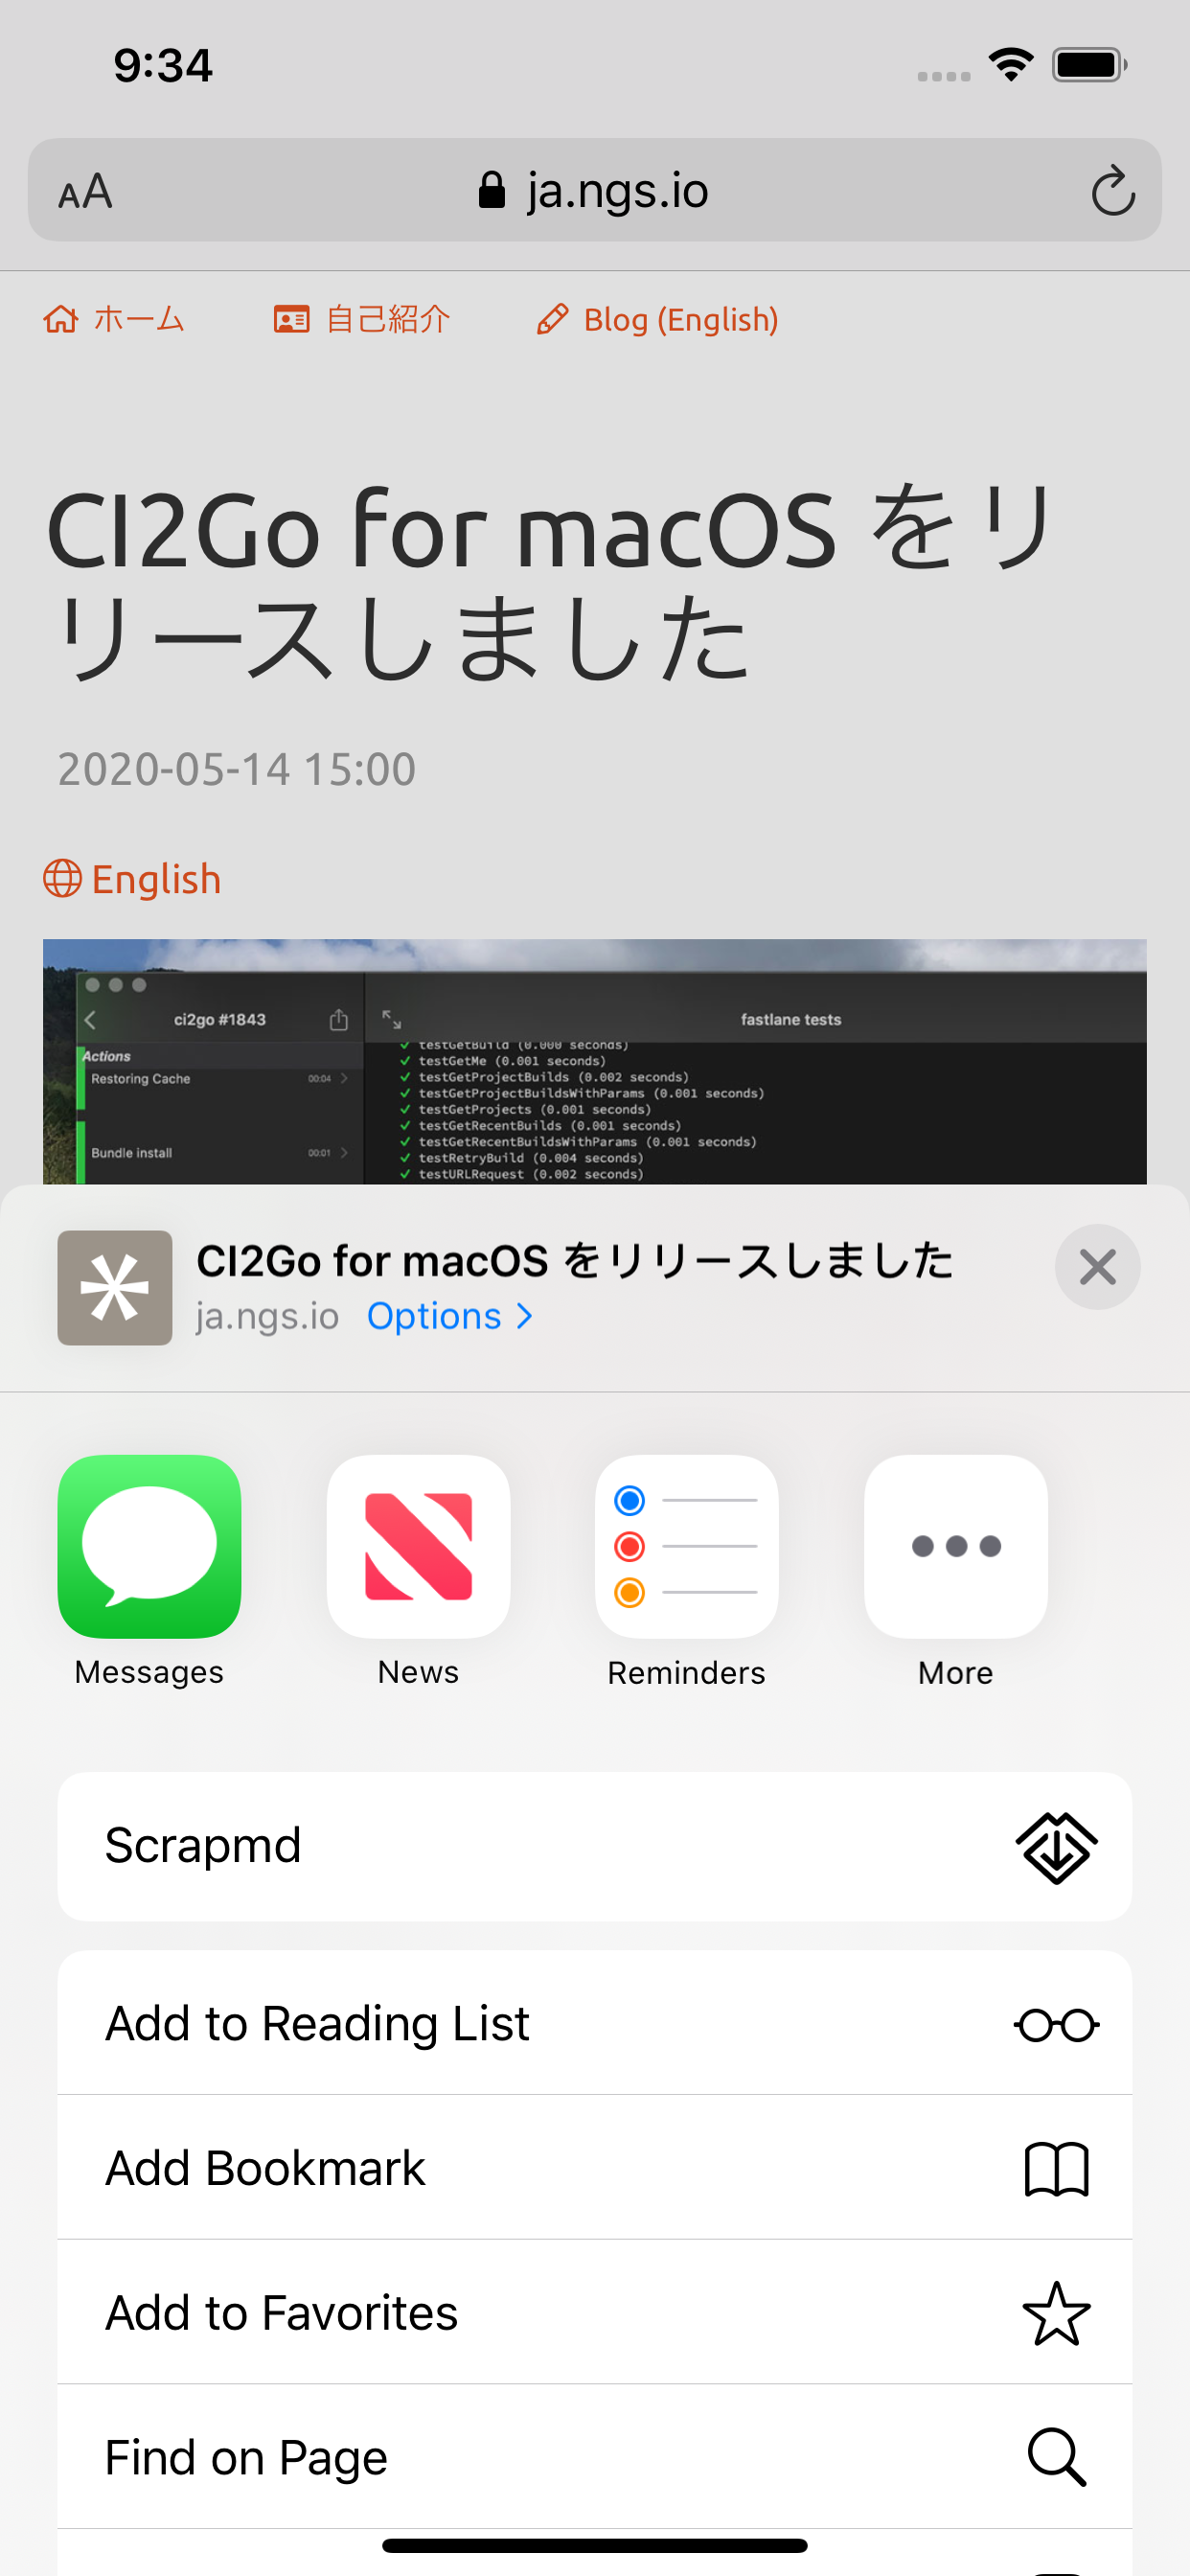 9:34
AA ja.ngs.io
ホーム 自己紹介 Blog (English)
CI2Go for macOS をリ
リースしました
2020-05-14 15:00
English
ci2go #1843 fastlane tests
Actions
Restoring Cache 00:04
Bundle install 00:01
testGetBuild (0.000 seconds)
testGetMe (0.001 seconds)
testGetProjectBuilds (0.002 seconds)
testGetProjectBuildsWithParams (0.001 seconds)
testGetProjects (0.001 seconds)
testGetRecentBuilds (0.001 seconds)
testGetRecentBuildsWithParams (0.001 seconds)
testRetryBuild (0.004 seconds)
testURLRequest (0.002 seconds)
CI2Go for macOS をリリースしました
ja.ngs.io Options
Messages News Reminders More
Scrapmd
Add to Reading List
Add Bookmark
Add to Favorites
Find on Page